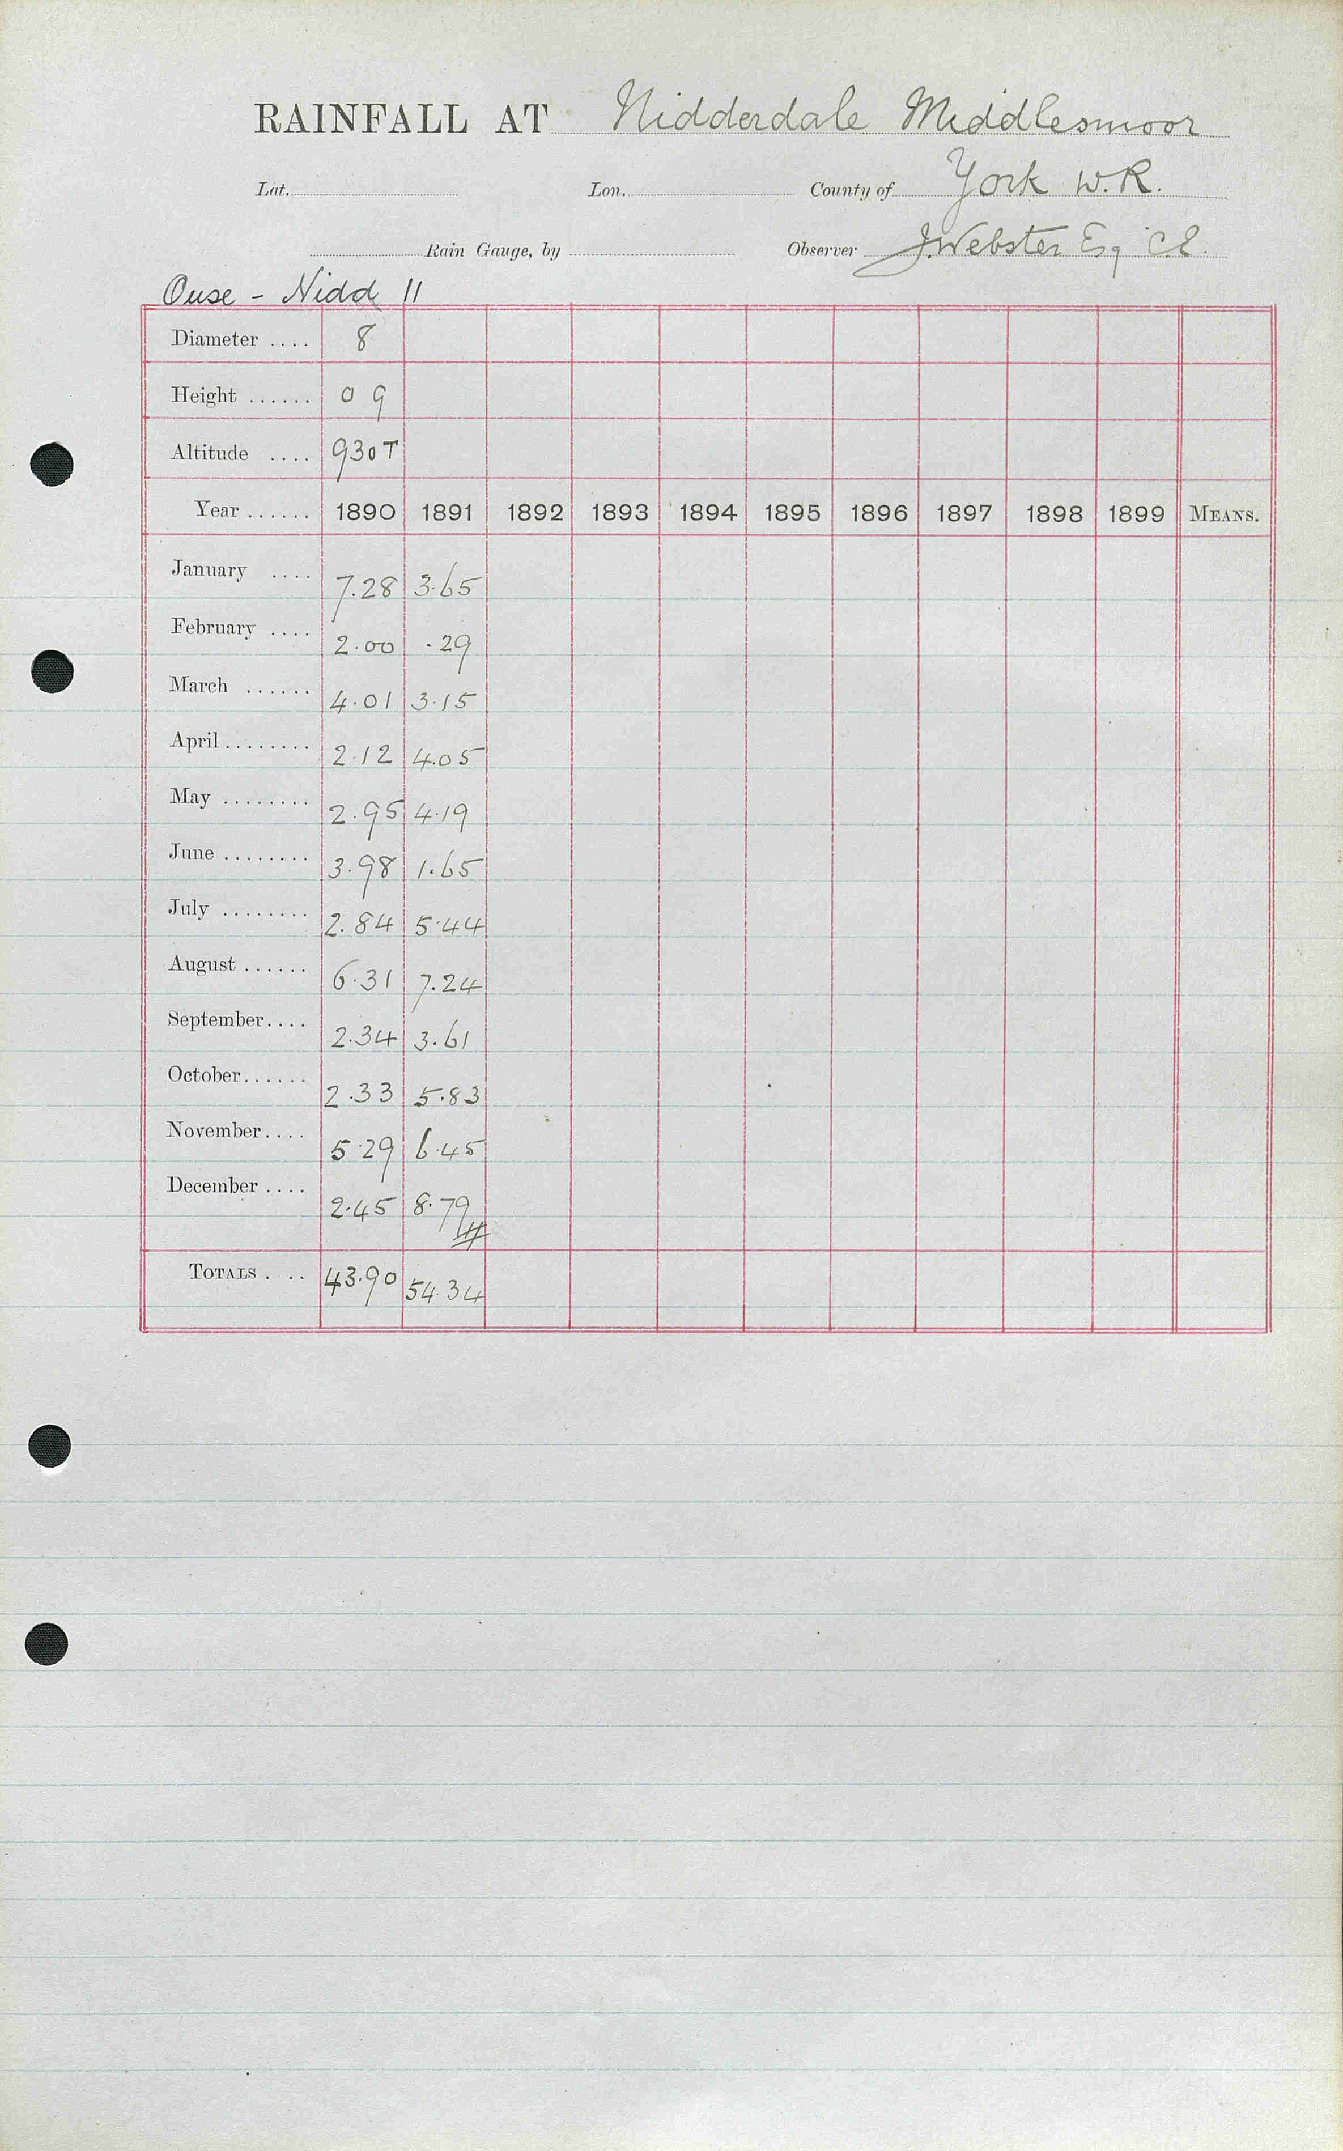 RAINFALL AT Nidderdale Middlesmoor
Lat. Lon. County of York W.R.
Rain Gauge, by Observer J. Webster Esq C.E.
Ouse - Nidd 11
Diameter .... 8
Height ...... 0 9
Altitude .... 930 T
Year ...... 1890 1891 1892 1893 1894 1895 1896 1897 1898 1899 MEANS.
January .... 7.28 3.65
February .... 2.00 .29
March ...... 4.01 3.15
April ........ 2.12 4.05
May ........ 2.95 4.19
June ........ 3.98 1.65
July ........ 2.84 5.44
August ...... 6.31 7.24
September .... 2.34 3.61
October ...... 2.33 5.83
November .... 5.29 6.45
December .... 2.45 8.79
TOTALS . .. 43.90 54.34